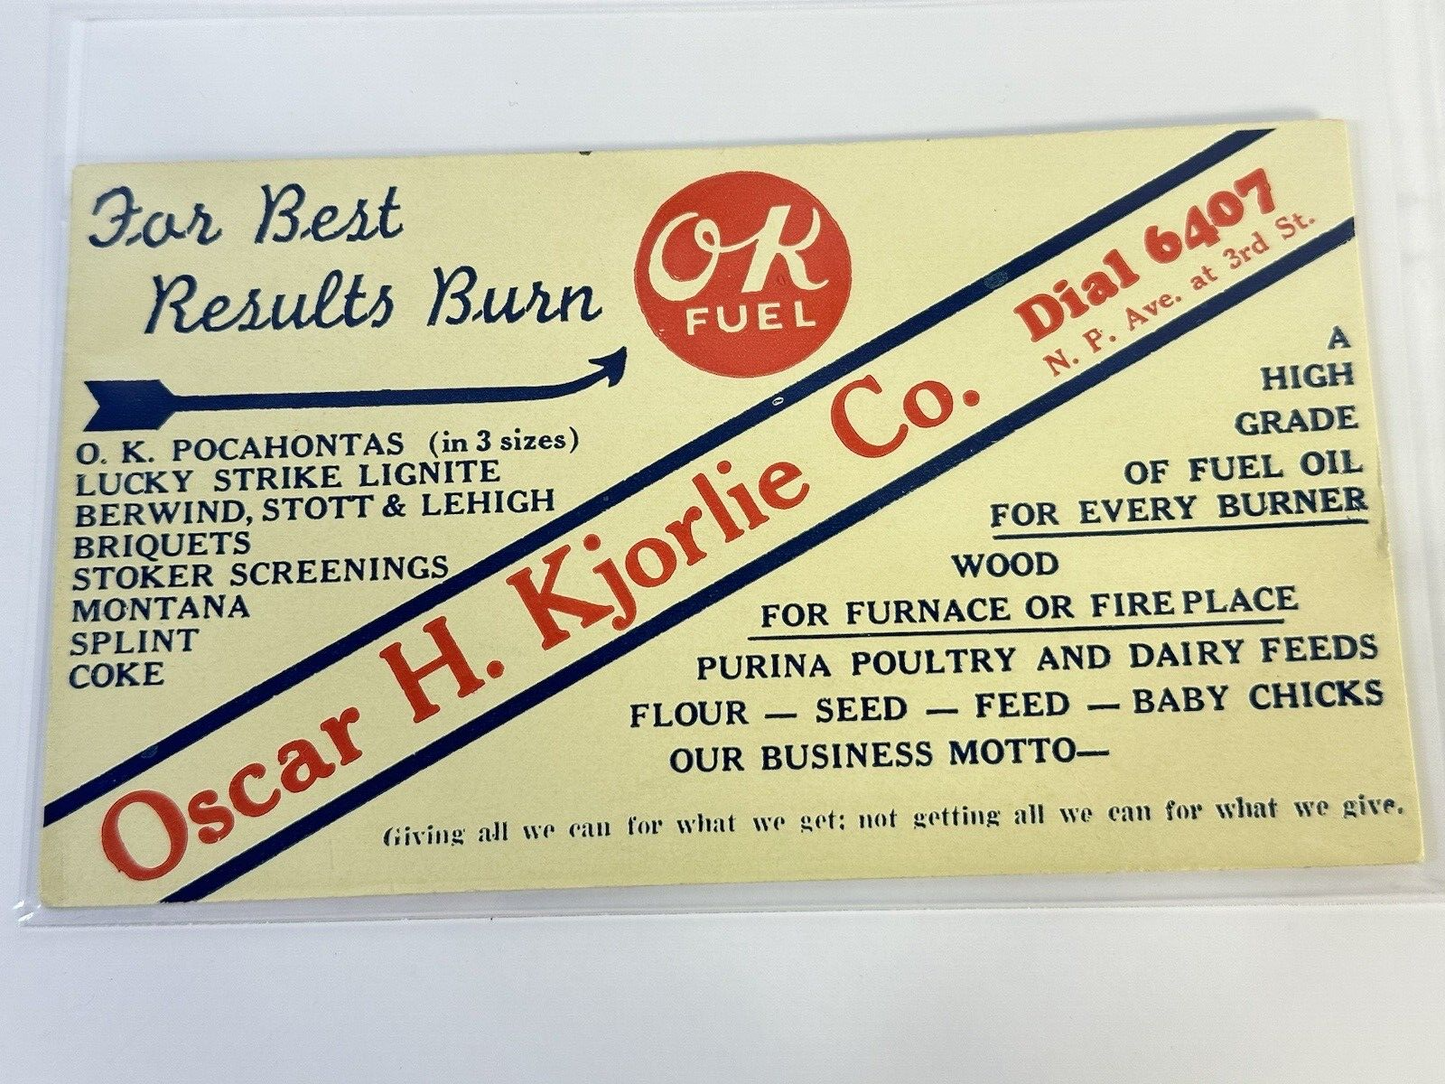 For Best
Results Burn
OK
FUEL
O. K. POCAHONTAS (in 3 sizes)
LUCKY STRIKE LIGNITE
BERWIND, STOTT & LEHIGH
BRIQUETS
STOKER SCREENINGS
MONTANA
SPLINT
COKE
Oscar H. Kjorlie Co.
Dial 6407
N. P. Ave. at 3rd St.
A
HIGH
GRADE
OF FUEL OIL
FOR EVERY BURNER
WOOD
FOR FURNACE OR FIREPLACE
PURINA POULTRY AND DAIRY FEEDS
FLOUR — SEED — FEED — BABY CHICKS
OUR BUSINESS MOTTO—
Giving all we can for what we get; not getting all we can for what we give.